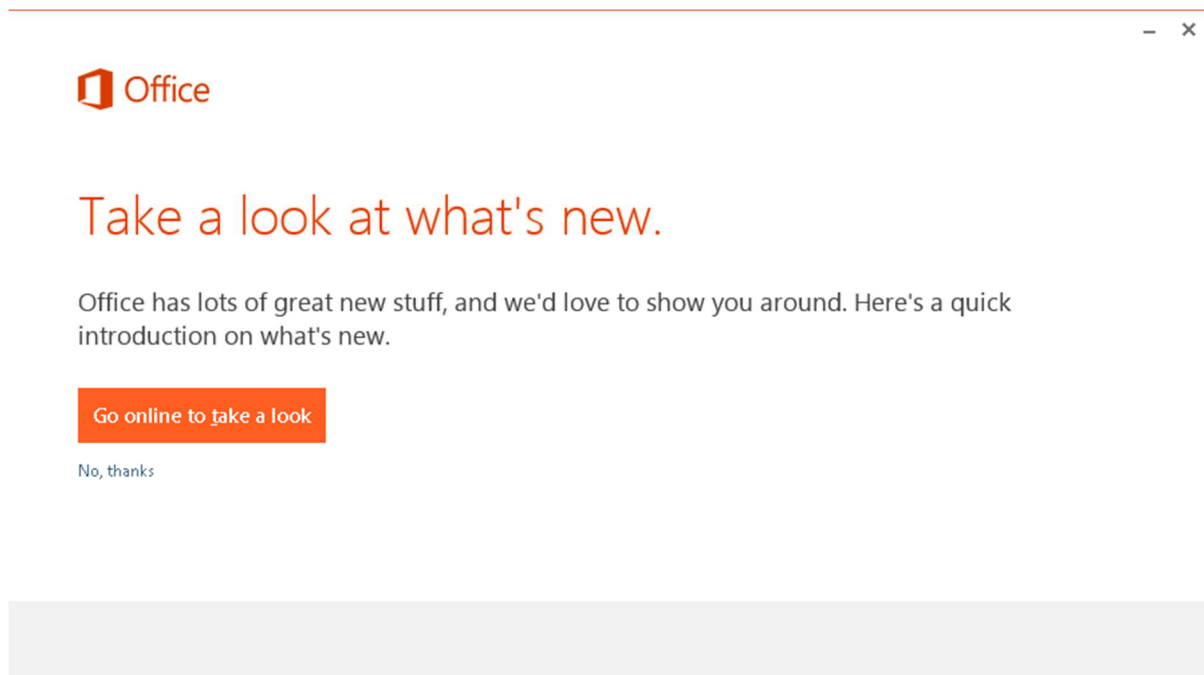 Office
Take a look at what's new.
Office has lots of great new stuff, and we'd love to show you around. Here's a quick
introduction on what's new.
Go online to take a look
No, thanks